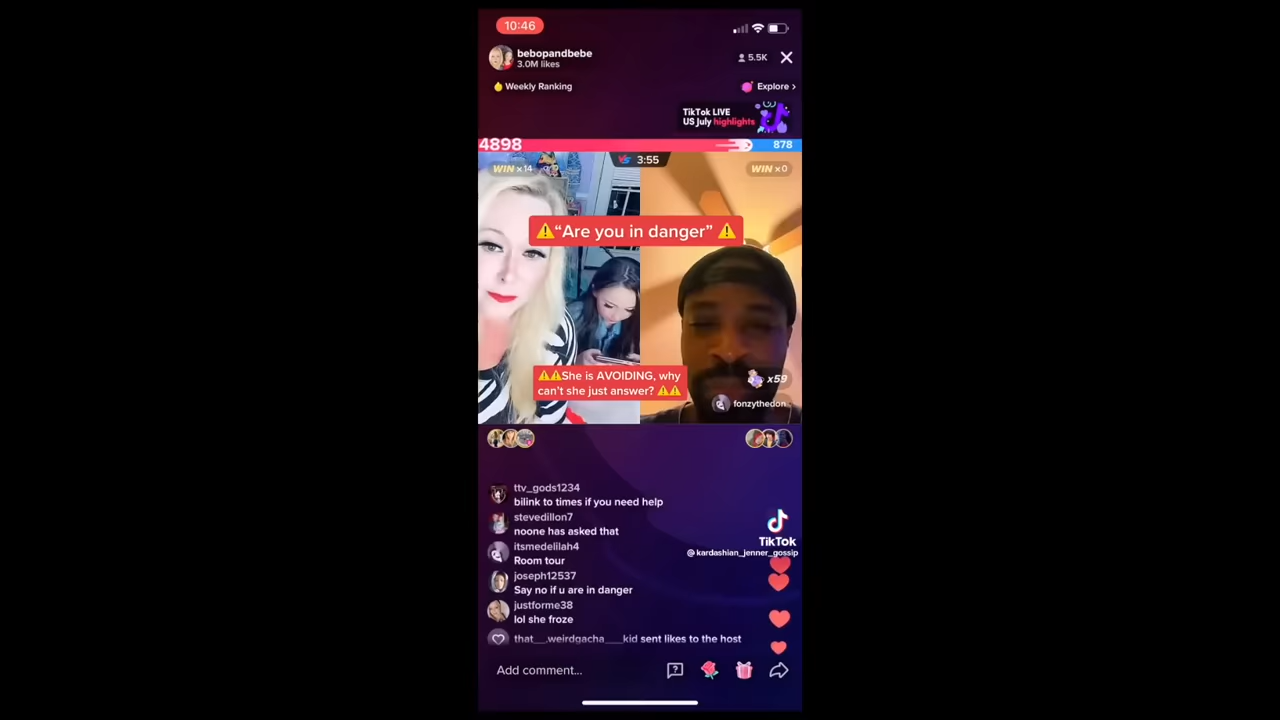 10:46
bebopandbebe
3.0M likes
5.5K
Weekly Ranking
Explore >
TikTok LIVE
US July highlights
4898
878
VS 3:55
WIN x14
WIN x0
⚠️“Are you in danger” ⚠️
⚠️⚠️She is AVOIDING, why
can't she just answer? ⚠️⚠️
x59
fonzythedon
ttv_gods1234
bilink to times if you need help
stevedillon7
noone has asked that
itsmedelilah4
Room tour
joseph12537
Say no if u are in danger
justforme38
lol she froze
that__weirdgacha___kid sent likes to the host
TikTok
@kardashian_jenner_gossip
Add comment...